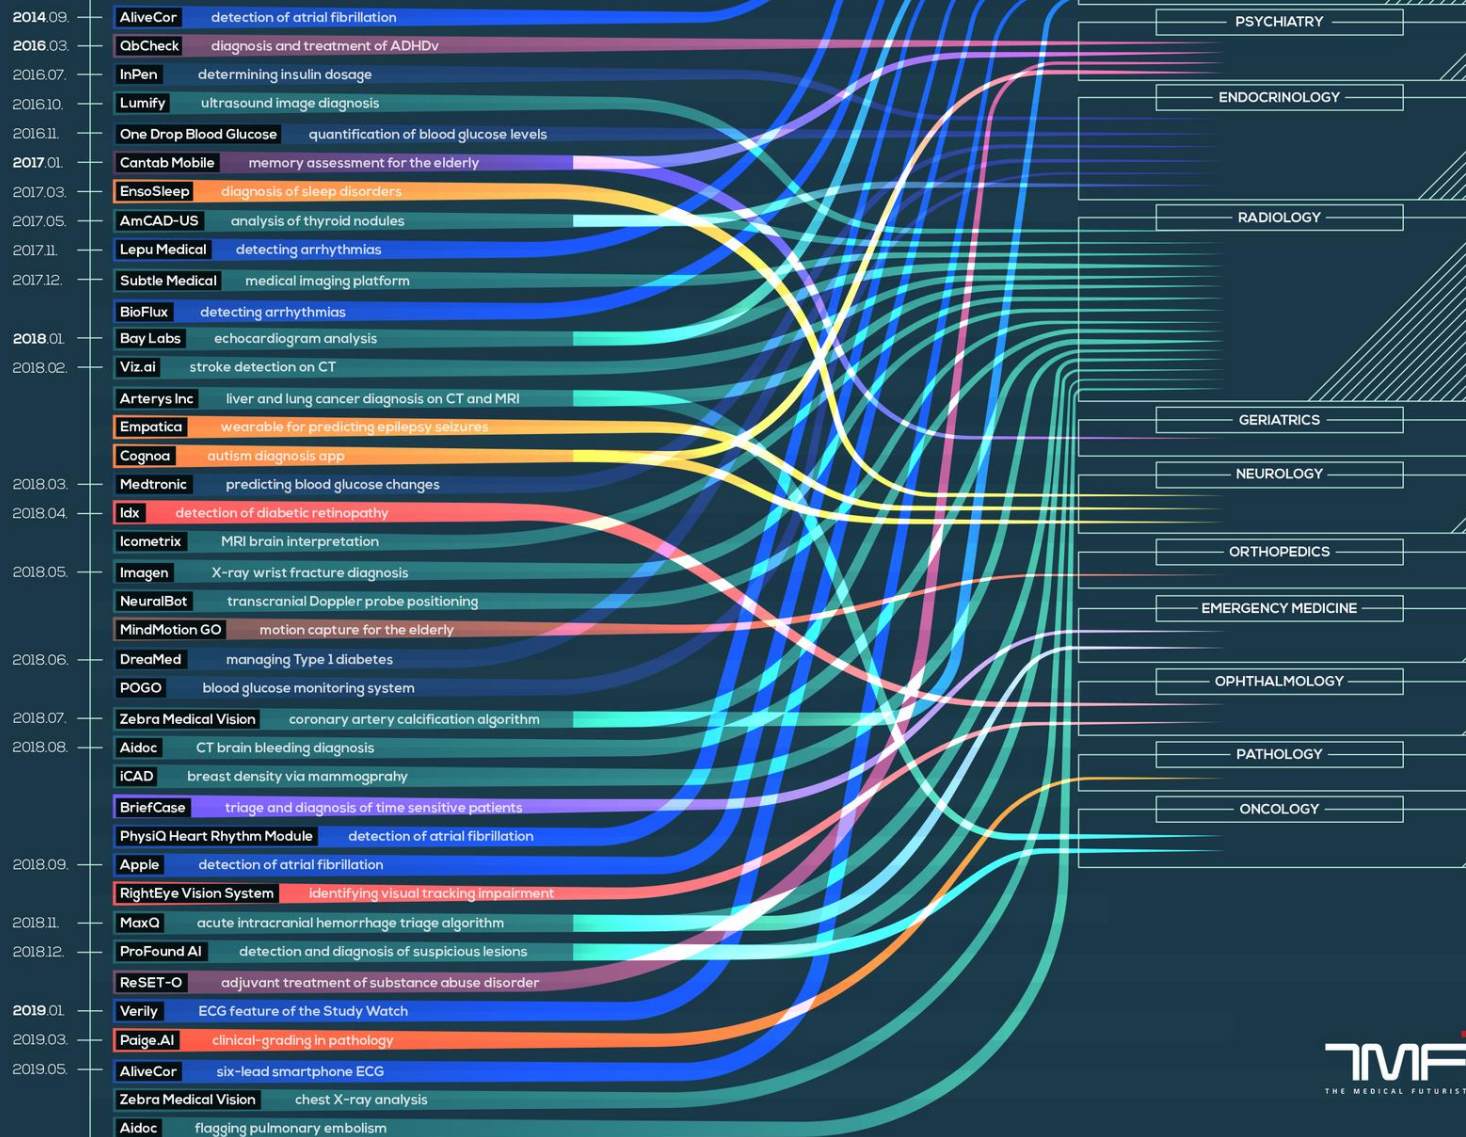 2014.09. AliveCor detection of atrial fibrillation
PSYCHIATRY
2016.03. QbCheck diagnosis and treatment of ADHDv
2016.07. InPen determining insulin dosage
2016.10. Lumify ultrasound image diagnosis
ENDOCRINOLOGY
2016.11. One Drop Blood Glucose quantification of blood glucose levels
2017.01. Cantab Mobile memory assessment for the elderly
2017.03. EnsoSleep diagnosis of sleep disorders
2017.05. AmCAD-US analysis of thyroid nodules
RADIOLOGY
2017.11. Lepu Medical detecting arrhythmias
2017.12. Subtle Medical medical imaging platform
BioFlux detecting arrhythmias
2018.01. Bay Labs echocardiogram analysis
2018.02. Viz.ai stroke detection on CT
Arterys Inc liver and lung cancer diagnosis on CT and MRI
GERIATRICS
Empatica wearable for predicting epilepsy seizures
Cognoa autism diagnosis app
NEUROLOGY
2018.03. Medtronic predicting blood glucose changes
2018.04. Idx detection of diabetic retinopathy
Icometrix MRI brain interpretation
ORTHOPEDICS
2018.05. Imagen X-ray wrist fracture diagnosis
NeuralBot transcranial Doppler probe positioning
EMERGENCY MEDICINE
MindMotion GO motion capture for the elderly
2018.06. DreaMed managing Type 1 diabetes
OPHTHALMOLOGY
POGO blood glucose monitoring system
2018.07. Zebra Medical Vision coronary artery calcification algorithm
2018.08. Aidoc CT brain bleeding diagnosis
PATHOLOGY
iCAD breast density via mammogprahy
BriefCase triage and diagnosis of time sensitive patients
ONCOLOGY
PhysiQ Heart Rhythm Module detection of atrial fibrillation
2018.09. Apple detection of atrial fibrillation
RightEye Vision System identifying visual tracking impairment
2018.11. MaxQ acute intracranial hemorrhage triage algorithm
2018.12. ProFound AI detection and diagnosis of suspicious lesions
ReSET-O adjuvant treatment of substance abuse disorder
2019.01. Verily ECG feature of the Study Watch
2019.03. Paige.AI clinical-grading in pathology
2019.05. AliveCor six-lead smartphone ECG
TMF
THE MEDICAL FUTURIST
Zebra Medical Vision chest X-ray analysis
Aidoc flagging pulmonary embolism